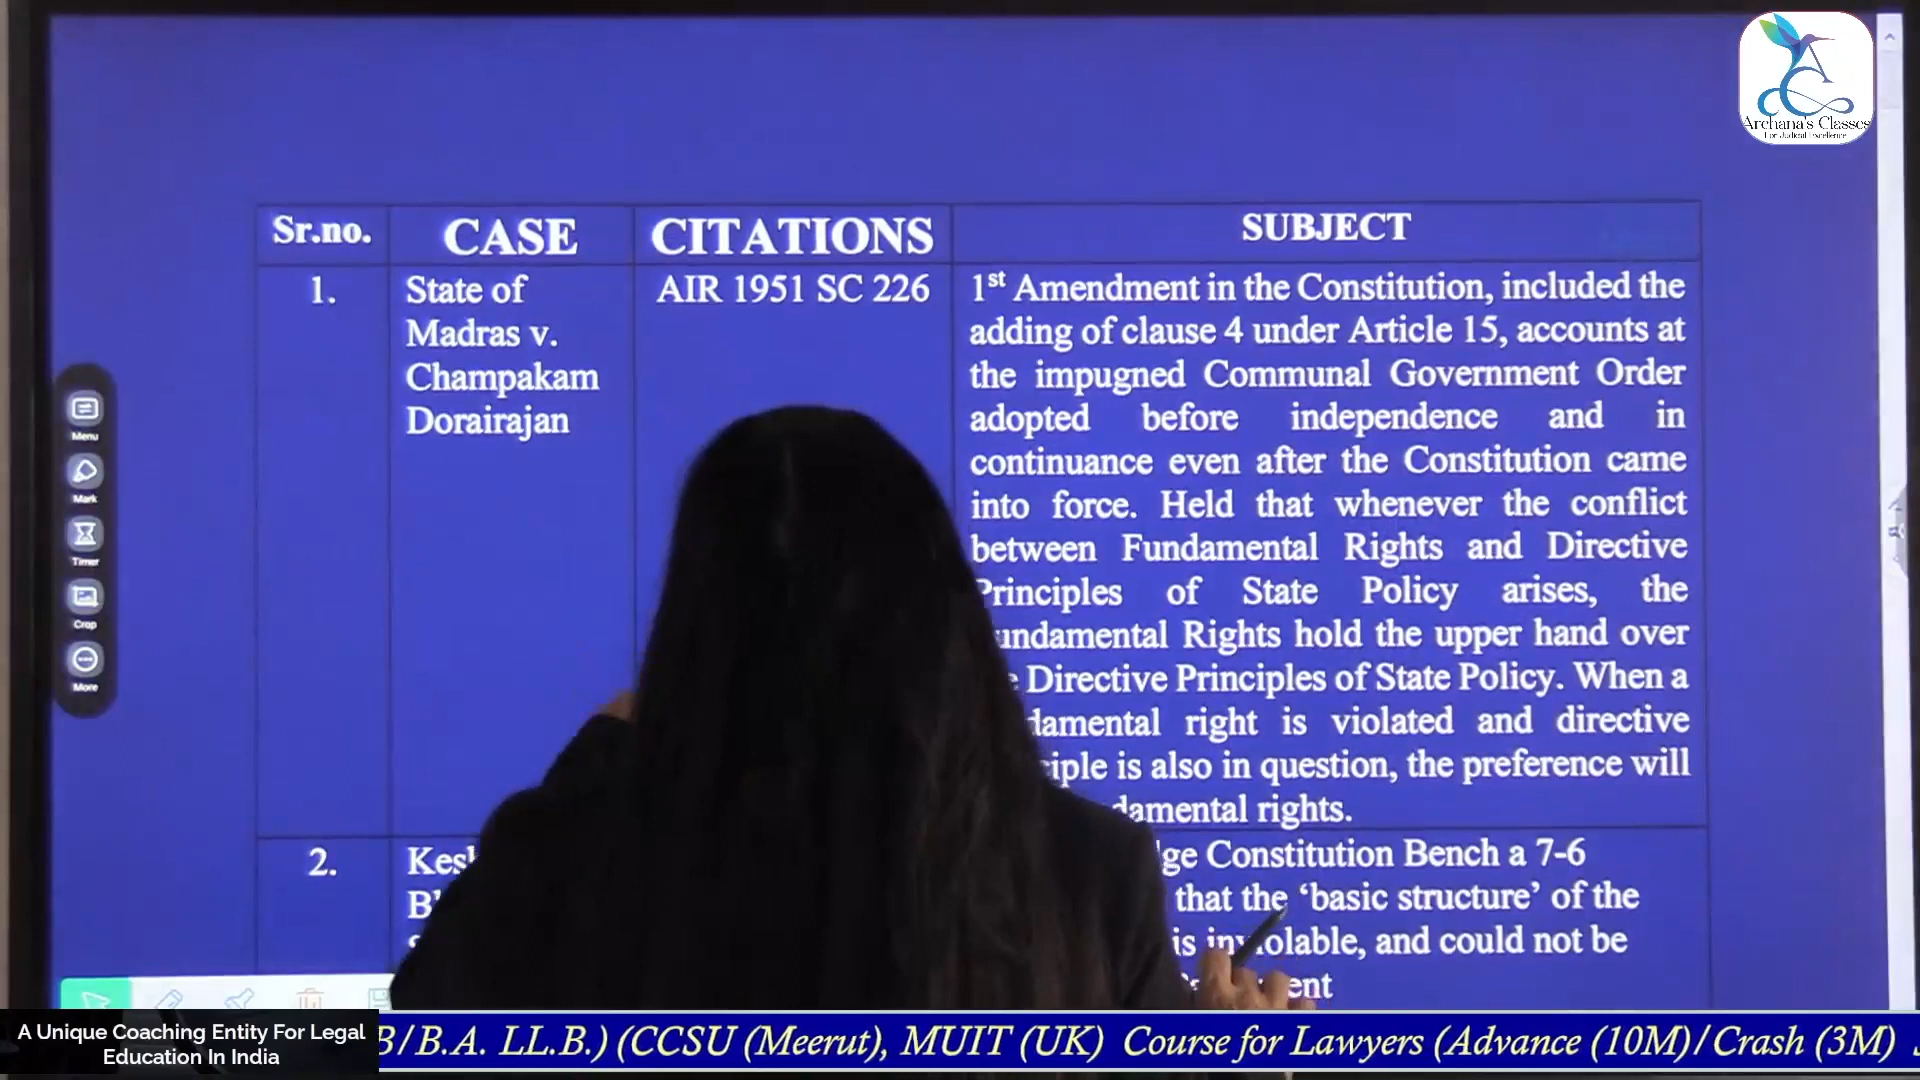 Archana's Classes
For Judicial Excellence
Sr.no.
CASE
CITATIONS
SUBJECT
1.
State of
Madras v.
Champakam
Dorairajan
AIR 1951 SC 226
1st Amendment in the Constitution, included the
adding of clause 4 under Article 15, accounts at
the impugned Communal Government Order
adopted before independence and in
continuance even after the Constitution came
into force. Held that whenever the conflict
between Fundamental Rights and Directive
Principles of State Policy arises, the
Rights hold the upper hand over
Directive Principles of State Policy. When a
right is violated and directive
is also in question, the preference will
rights.
2.
Constitution Bench a 7-6
that the ‘basic structure’ of the
is inviolable, and could not be
Menu
Mark
Timer
Crop
More
A Unique Coaching Entity For Legal
Education In India
B/B.A. LL.B.) (CCSU (Meerut), MUIT (UK) Course for Lawyers (Advance (10M)/Crash (3M)